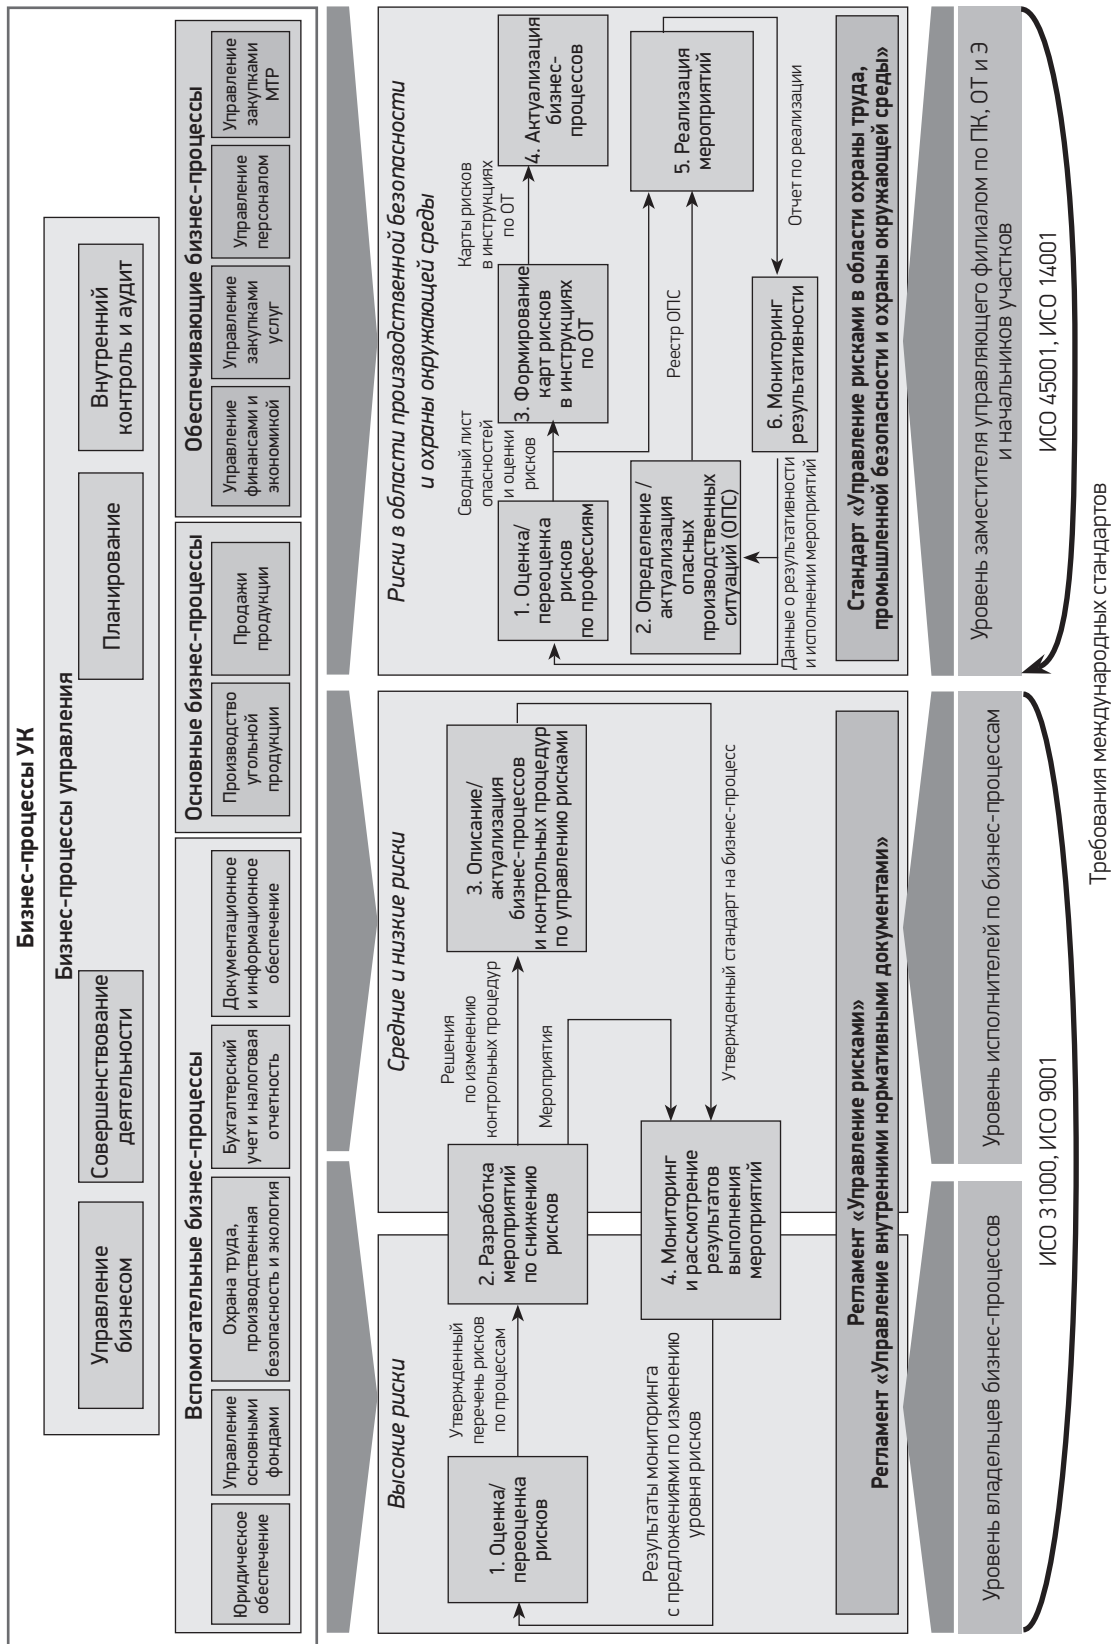 Бизнес-процессы УК
Бизнес-процессы управления
Управление
бизнесом
Совершенствование
деятельности
Планирование
Внутренний
контроль и аудит
Вспомогательные бизнес-процессы
Юридическое
обеспечение
Управление
основными
фондами
Охрана труда,
производственная
безопасность и экология
Бухгалтерский
учет и налоговая
отчетность
Документационное
и информационное
обеспечение
Основные бизнес-процессы
Производство
угольной
продукции
Продажи
продукции
Обеспечивающие бизнес-процессы
Управление
финансами и
экономикой
Управление
закупками
услуг
Управление
персоналом
Управление
закупками
МТР
Высокие риски
1. Оценка/
переоценка
рисков
Утвержденный
перечень рисков
по процессам
2. Разработка
мероприятий
по снижению
рисков
Результаты мониторинга
с предложениями по изменению
уровня рисков
4. Мониторинг
и рассмотрение
результатов
выполнения
мероприятий
Средние и низкие риски
Решения
по изменению
контрольных процедур
Мероприятия
3. Описание/
актуализация
бизнес-процессов
и контрольных процедур
по управлению рисками
Утвержденный стандарт на бизнес-процесс
Регламент «Управление рисками»
Регламент «Управление внутренними нормативными документами»
Риски в области производственной безопасности
и охраны окружающей среды
1. Оценка/
переоценка
рисков
по профессиям
Сводный лист
опасностей
и оценки
рисков
3. Формирование
карт рисков
в инструкциях
по ОТ
Карты рисков
в инструкциях
по ОТ
4. Актуализация
бизнес-
процессов
2. Определение /
актуализация
опасных
производственных
ситуаций (ОПС)
Реестр ОПС
5. Реализация
мероприятий
Отчет по реализации
6. Мониторинг
результативности
Данные о результативности
и исполнении мероприятий
Стандарт «Управление рисками в области охраны труда,
промышленной безопасности и охраны окружающей среды»
Уровень владельцев бизнес-процессов
Уровень исполнителей по бизнес-процессам
Уровень заместителя управляющего филиалом по ПК, ОТ и Э
и начальников участков
ИСО 31000, ИСО 9001
ИСО 45001, ИСО 14001
Требования международных стандартов